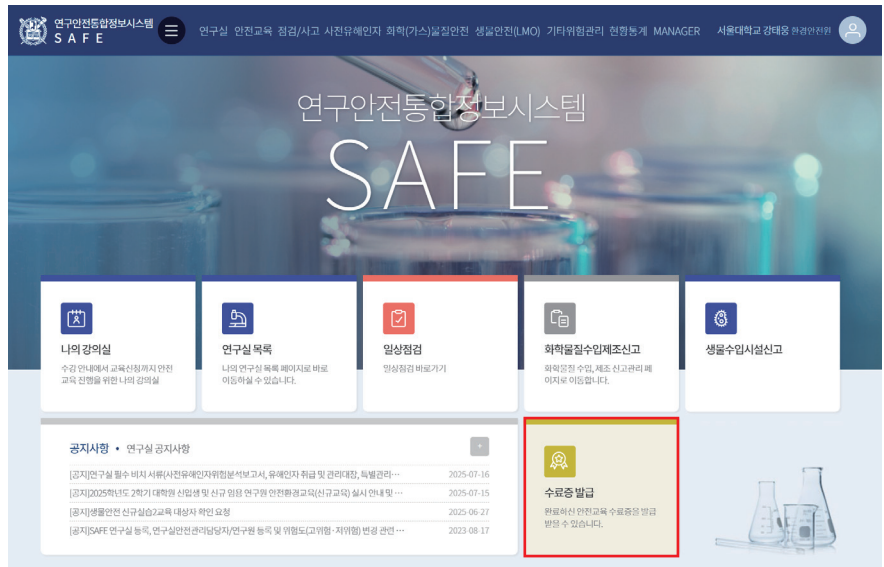 연구안전통합정보시스템
SAFE
연구실 안전교육 점검/사고 사전유해인자 화학(가스)물질안전 생물안전(LMO) 기타위험관리 현항통계 MANAGER
서울대학교 강태웅 환경안전원
연구안전통합정보시스템
SAFE
나의 강의실
수강 안내에서 교육신청까지 안전
교육 진행을 위한 나의 강의실
연구실 목록
나의 연구실 목록 페이지로 바로
이동하실 수 있습니다.
일상점검
일상점검 바로가기
화학물질수입제조신고
화학물질 수입, 제조 신고관리 페
이지로 이동합니다.
생물수입시설신고
공지사항 • 연구실 공지사항
+
[공지]연구실 필수 비치 서류(사전유해인자위험분석보고서, 유해인자 취급 및 관리대장, 특별관리… 2025-07-16
[공지]2025학년도 2학기 대학원 신입생 및 신규 임용 연구원 안전환경교육(신규교육) 실시 안내 및 … 2025-07-15
[공지]생물안전 신규실습2교육 대상자 확인 요청 2025-06-27
[공지]SAFE 연구실 등록, 연구실안전관리담당자/연구원 등록 및 위험도(고위험·저위험) 변경 관련 … 2023-08-17
수료증 발급
완료하신 안전교육 수료증을 발급
받을 수 있습니다.